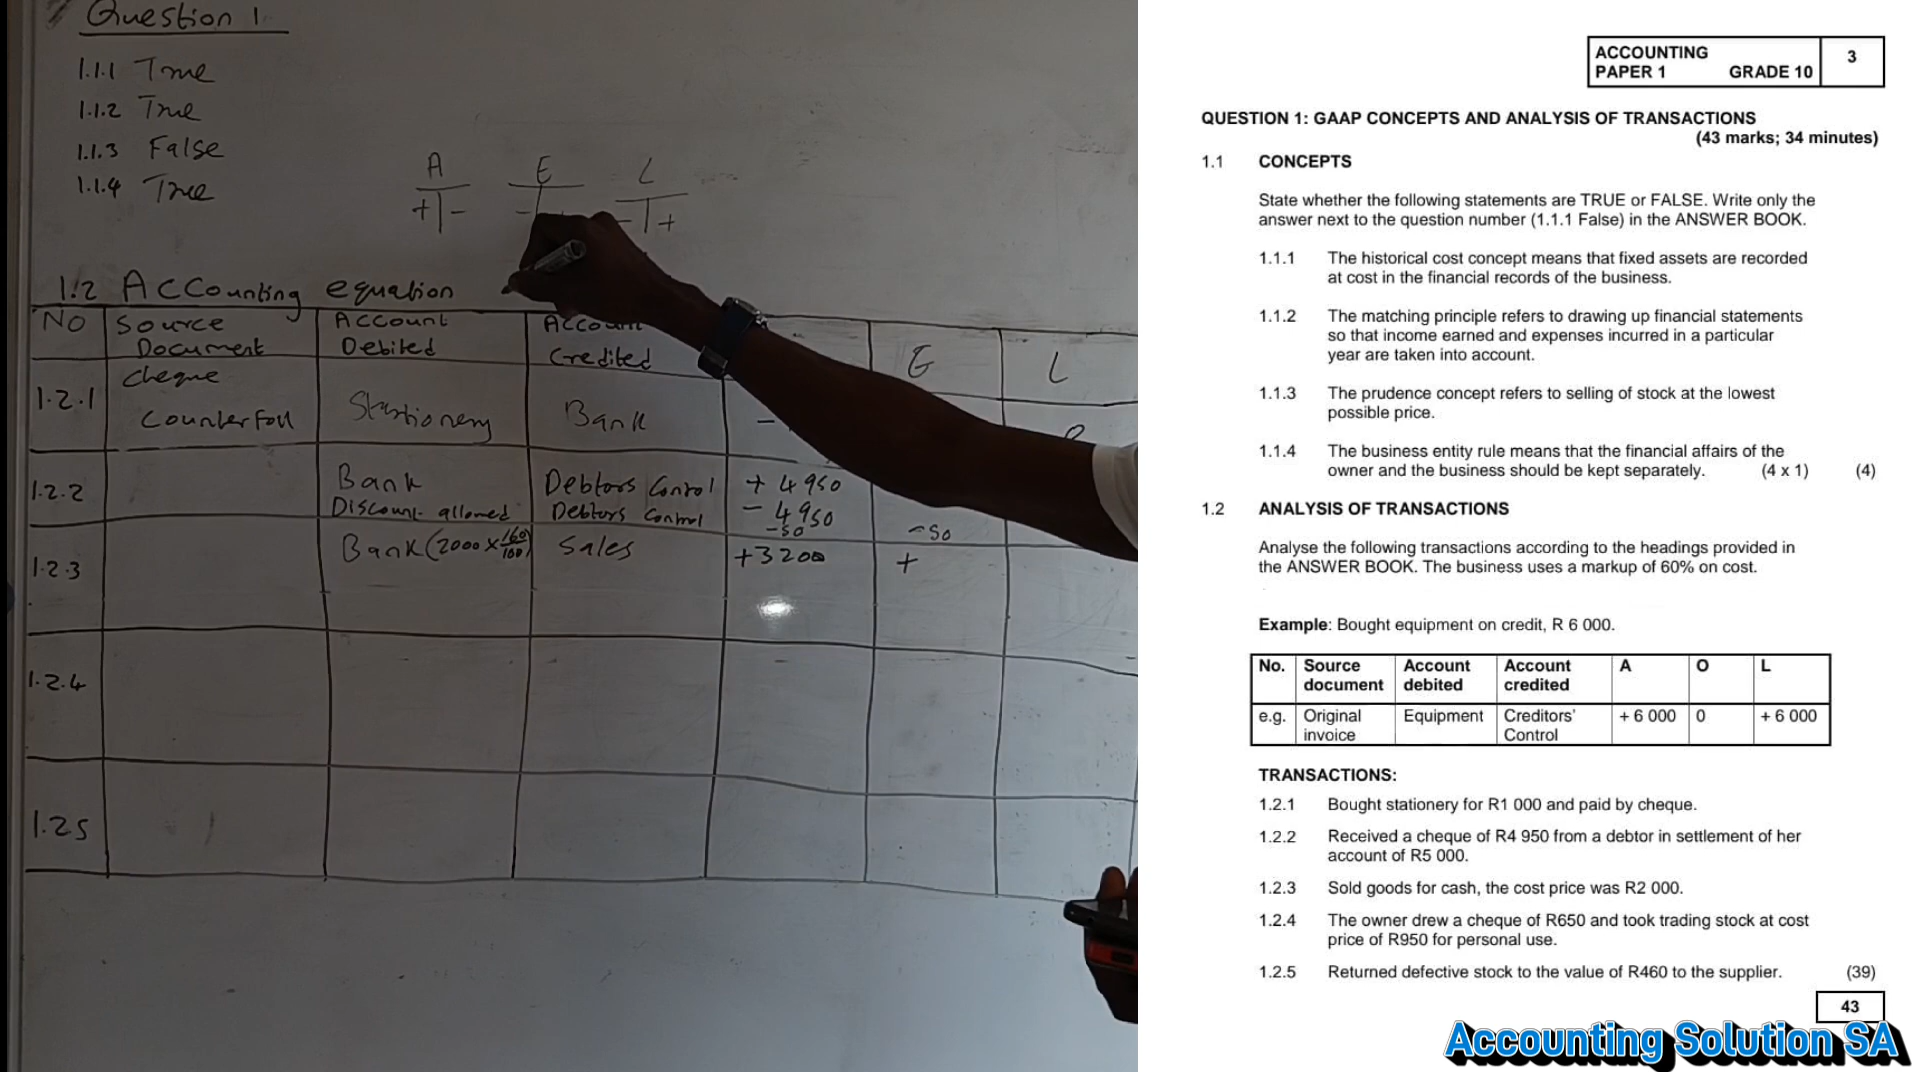 Question 1
1.1.1 True
1.1.2 True
1.1.3 False
1.1.4 True
A E L
+ - - - +
1.2 Accounting equation
No Source Document Account Debited Account Credited E L
1.2.1 Cheque Counterfoil Stationery Bank -
1.2.2 Bank Debtors Control + 4 950
Discount allowed Debtors Control - 4 950
-50 -50
1.2.3 Bank (2000 x 160/100) Sales +3200 +
1.2.4
1.2.5
ACCOUNTING
PAPER 1 GRADE 10
3
QUESTION 1: GAAP CONCEPTS AND ANALYSIS OF TRANSACTIONS
(43 marks; 34 minutes)
1.1 CONCEPTS
State whether the following statements are TRUE or FALSE. Write only the
answer next to the question number (1.1.1 False) in the ANSWER BOOK.
1.1.1 The historical cost concept means that fixed assets are recorded
at cost in the financial records of the business.
1.1.2 The matching principle refers to drawing up financial statements
so that income earned and expenses incurred in a particular
year are taken into account.
1.1.3 The prudence concept refers to selling of stock at the lowest
possible price.
1.1.4 The business entity rule means that the financial affairs of the
owner and the business should be kept separately. (4 x 1) (4)
1.2 ANALYSIS OF TRANSACTIONS
Analyse the following transactions according to the headings provided in
the ANSWER BOOK. The business uses a markup of 60% on cost.
Example: Bought equipment on credit, R 6 000.
No. Source document Account debited Account credited A O L
e.g. Original invoice Equipment Creditors' Control + 6 000 0 + 6 000
TRANSACTIONS:
1.2.1 Bought stationery for R1 000 and paid by cheque.
1.2.2 Received a cheque of R4 950 from a debtor in settlement of her
account of R5 000.
1.2.3 Sold goods for cash, the cost price was R2 000.
1.2.4 The owner drew a cheque of R650 and took trading stock at cost
price of R950 for personal use.
1.2.5 Returned defective stock to the value of R460 to the supplier. (39)
43
Accounting Solution SA